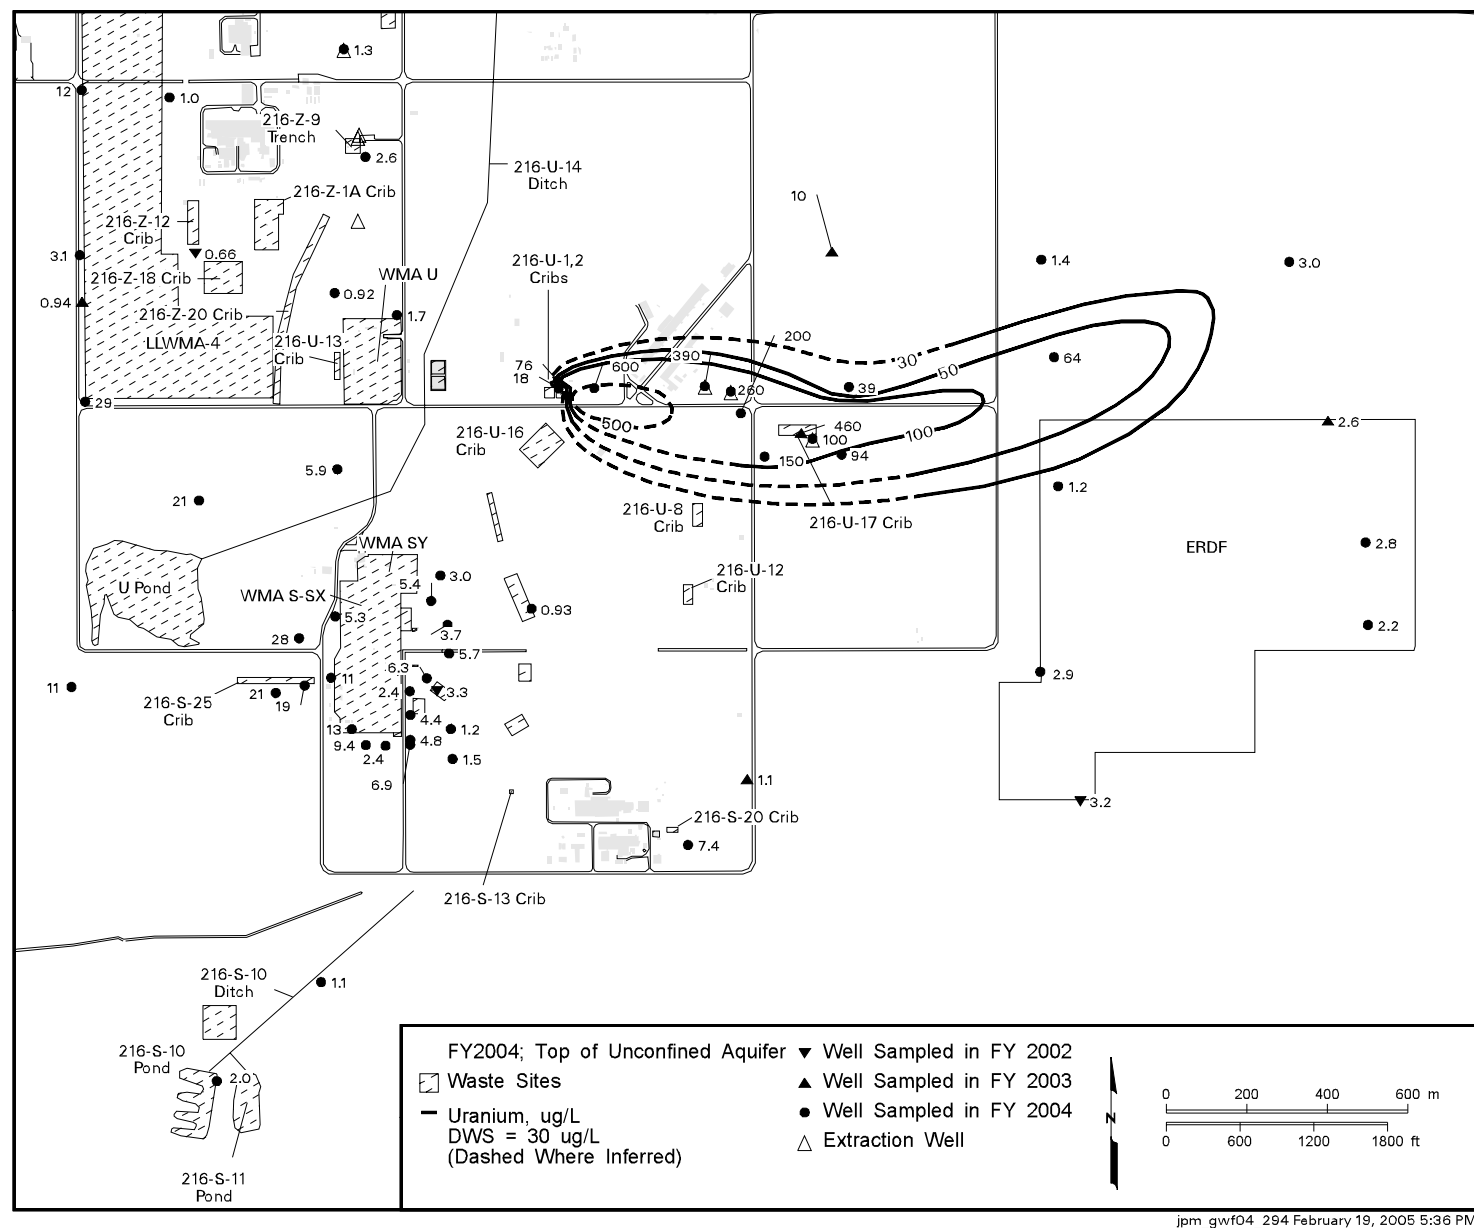 1.3
12
1.0
216-Z-9
Trench
2.6
216-U-14
Ditch
216-Z-1A Crib
10
216-Z-12
Crib
3.1
0.66
216-U-1,2
Cribs
1.4
3.0
216-Z-18 Crib
WMA U
0.94
0.92
216-Z-20 Crib
1.7
LLWMA-4
216-U-13
Crib
200
390
30
76
600
50
64
18
260
39
29
500
460
2.6
216-U-16
Crib
100
100
150
94
5.9
21
1.2
216-U-8
Crib
216-U-17 Crib
WMA SY
ERDF
2.8
U Pond
3.0
216-U-12
Crib
5.4
WMA S-SX
0.93
5.3
28
3.7
2.2
5.7
6.3
2.9
11
11
21
19
2.4
3.3
216-S-25
Crib
4.4
13
1.2
9.4
4.8
2.4
1.5
6.9
1.1
3.2
216-S-20 Crib
7.4
216-S-13 Crib
216-S-10
Ditch
1.1
216-S-10
Pond
2.0
216-S-11
Pond
FY2004; Top of Unconfined Aquifer
Waste Sites
Uranium, ug/L
DWS = 30 ug/L
(Dashed Where Inferred)
Well Sampled in FY 2002
Well Sampled in FY 2003
Well Sampled in FY 2004
Extraction Well
N
0 200 400 600 m
0 600 1200 1800 ft
jpm_gwf04_294 February 19, 2005 5:36 PM